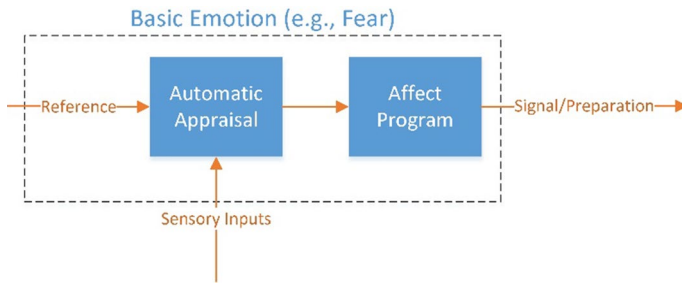 Basic Emotion (e.g., Fear)
Reference
Automatic
Appraisal
Affect
Program
Signal/Preparation
Sensory Inputs